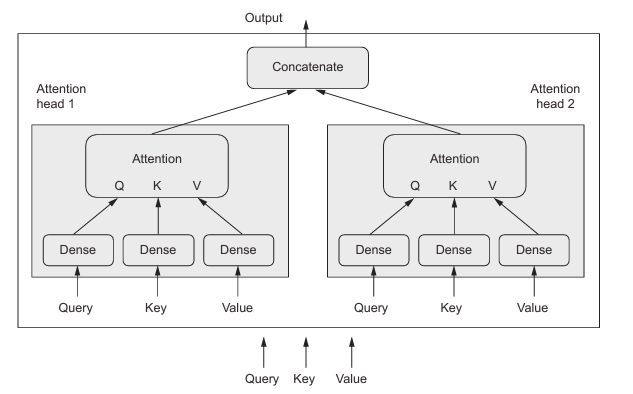 Output
Concatenate
Attention
head 1
Attention
head 2
Attention
Q K V
Attention
Q K V
Dense Dense Dense
Dense Dense Dense
Query Key Value
Query Key Value
Query Key Value